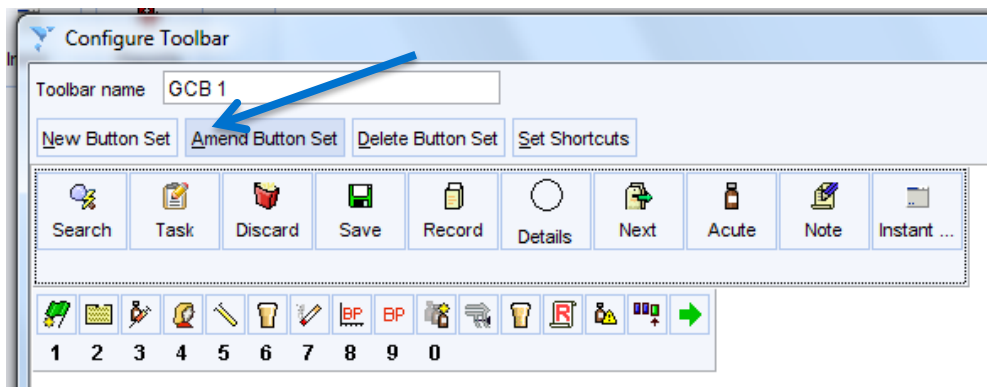 Configure Toolbar
Toolbar name GCB 1
New Button Set Amend Button Set Delete Button Set Set Shortcuts
Search Task Discard Save Record Details Next Acute Note Instant ...
BP BP R
1 2 3 4 5 6 7 8 9 0